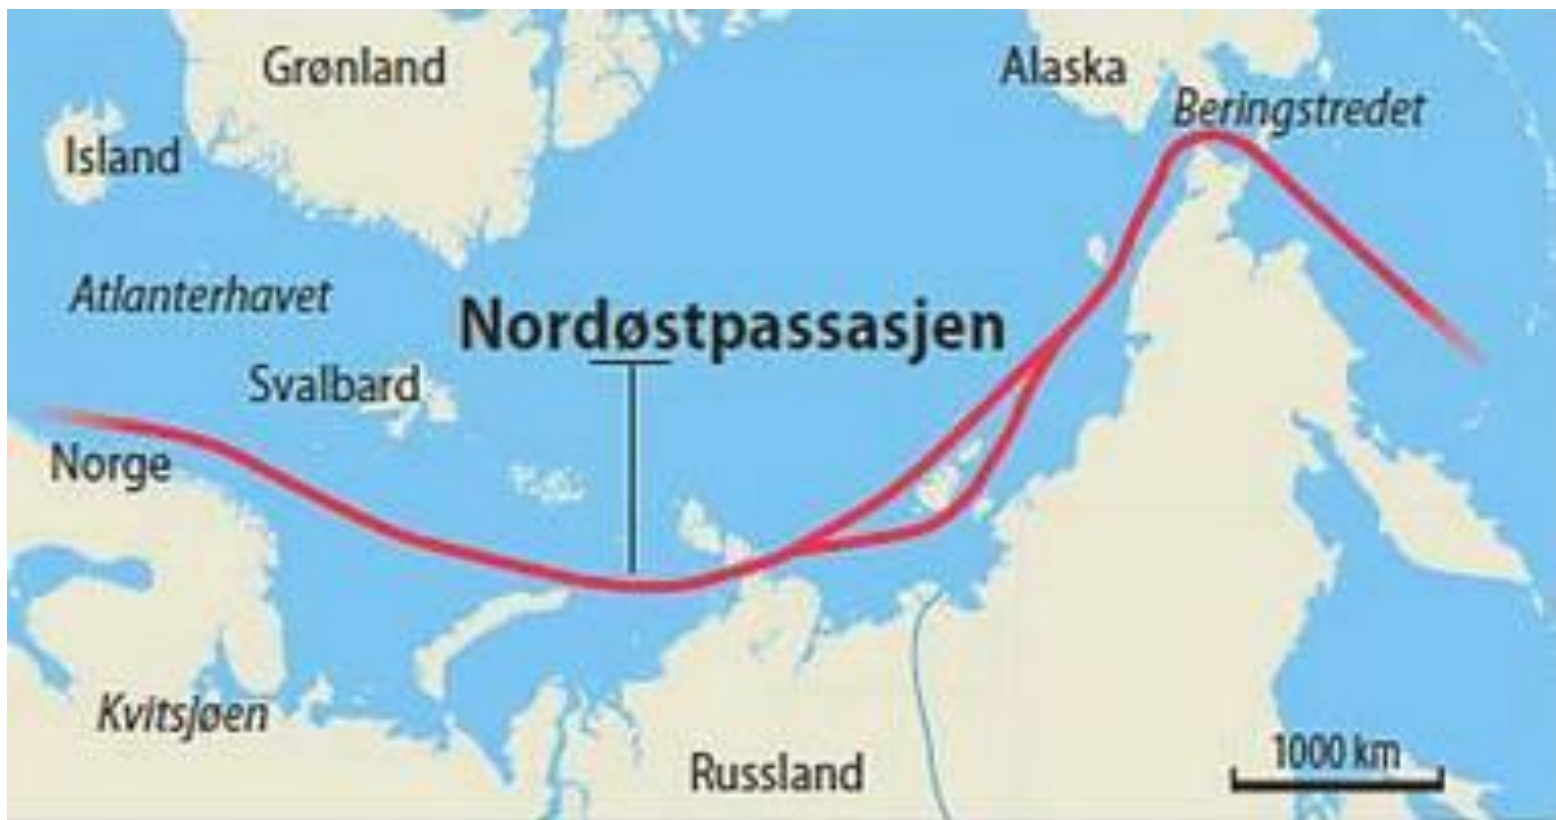 Grønland
Alaska
Beringstredet
Island
Atlanterhavet
Nordøstpassasjen
Svalbard
Norge
Kvitsjøen
Russland
1000 km